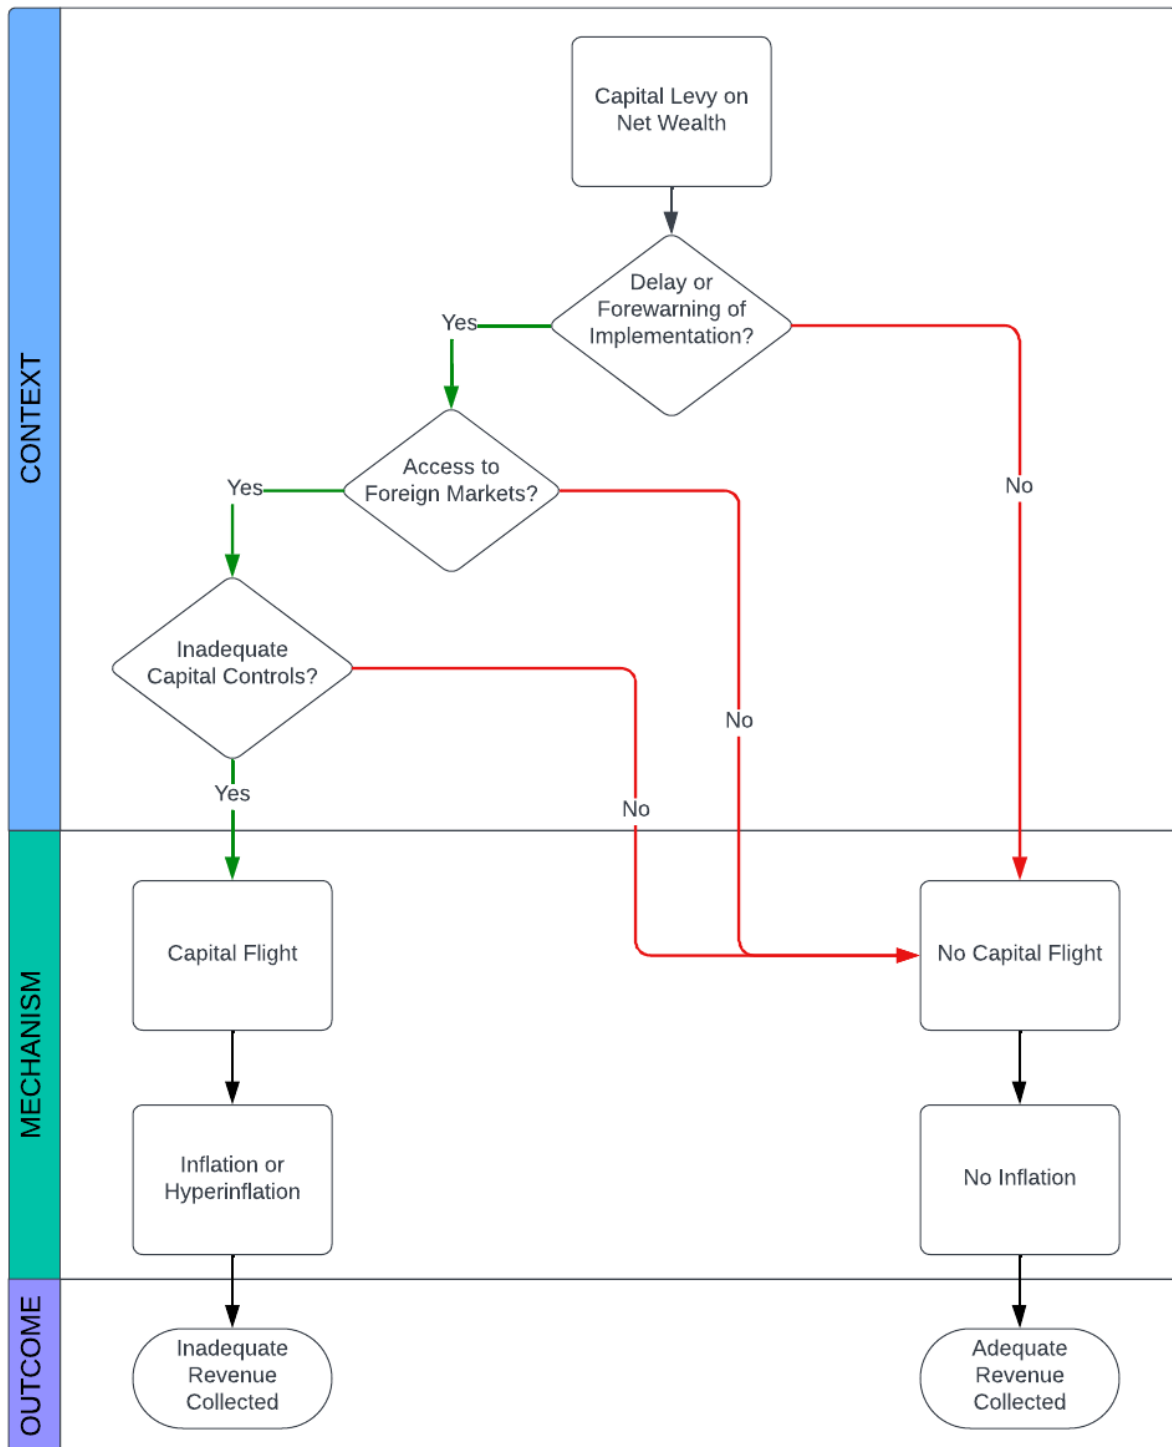 CONTEXT
Capital Levy on
Net Wealth
Delay or
Forewarning of
Implementation?
Yes
No
Access to
Foreign Markets?
Yes
No
Inadequate
Capital Controls?
Yes
No
MECHANISM
Capital Flight
No Capital Flight
Inflation or
Hyperinflation
No Inflation
OUTCOME
Inadequate
Revenue
Collected
Adequate
Revenue
Collected